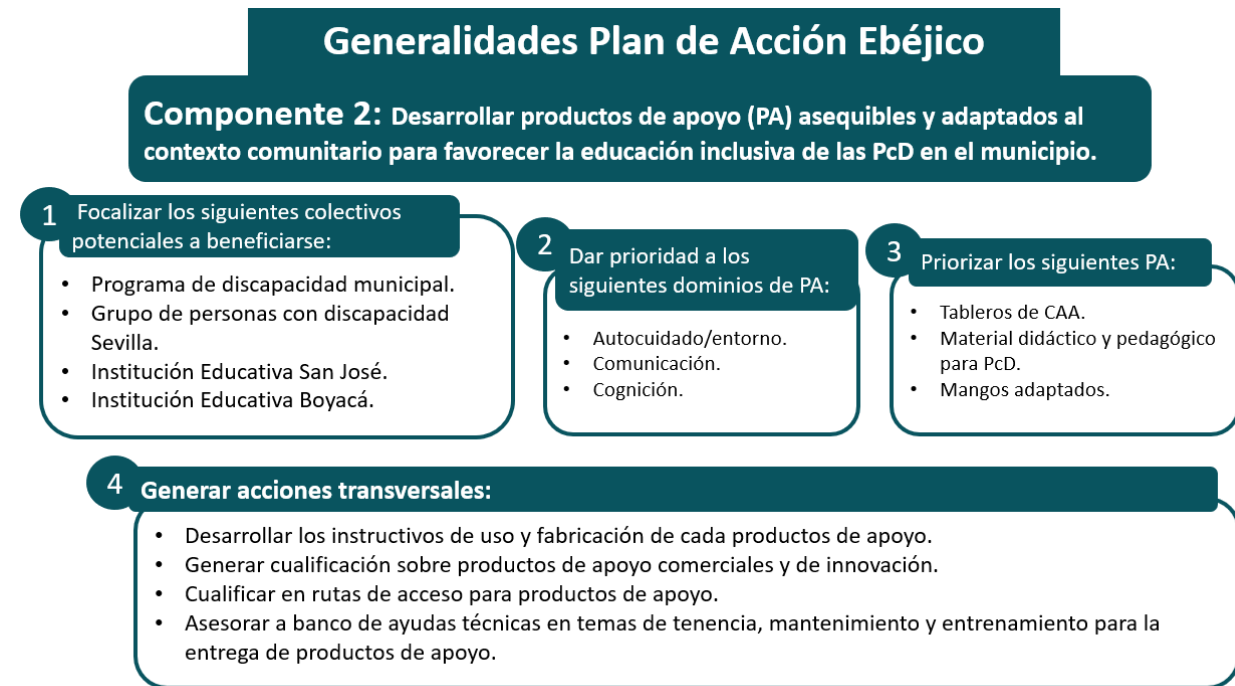 Generalidades Plan de Acción Ebéjico
Componente 2: Desarrollar productos de apoyo (PA) asequibles y adaptados al
contexto comunitario para favorecer la educación inclusiva de las PcD en el municipio.
1
Focalizar los siguientes colectivos
potenciales a beneficiarse:
• Programa de discapacidad municipal.
• Grupo de personas con discapacidad
Sevilla.
• Institución Educativa San José.
• Institución Educativa Boyacá.
2
Dar prioridad a los
siguientes dominios de PA:
• Autocuidado/entorno.
• Comunicación.
• Cognición.
3
Priorizar los siguientes PA:
• Tableros de CAA.
• Material didáctico y pedagógico
para PcD.
• Mangos adaptados.
4
Generar acciones transversales:
• Desarrollar los instructivos de uso y fabricación de cada productos de apoyo.
• Generar cualificación sobre productos de apoyo comerciales y de innovación.
• Cualificar en rutas de acceso para productos de apoyo.
• Asesorar a banco de ayudas técnicas en temas de tenencia, mantenimiento y entrenamiento para la
entrega de productos de apoyo.